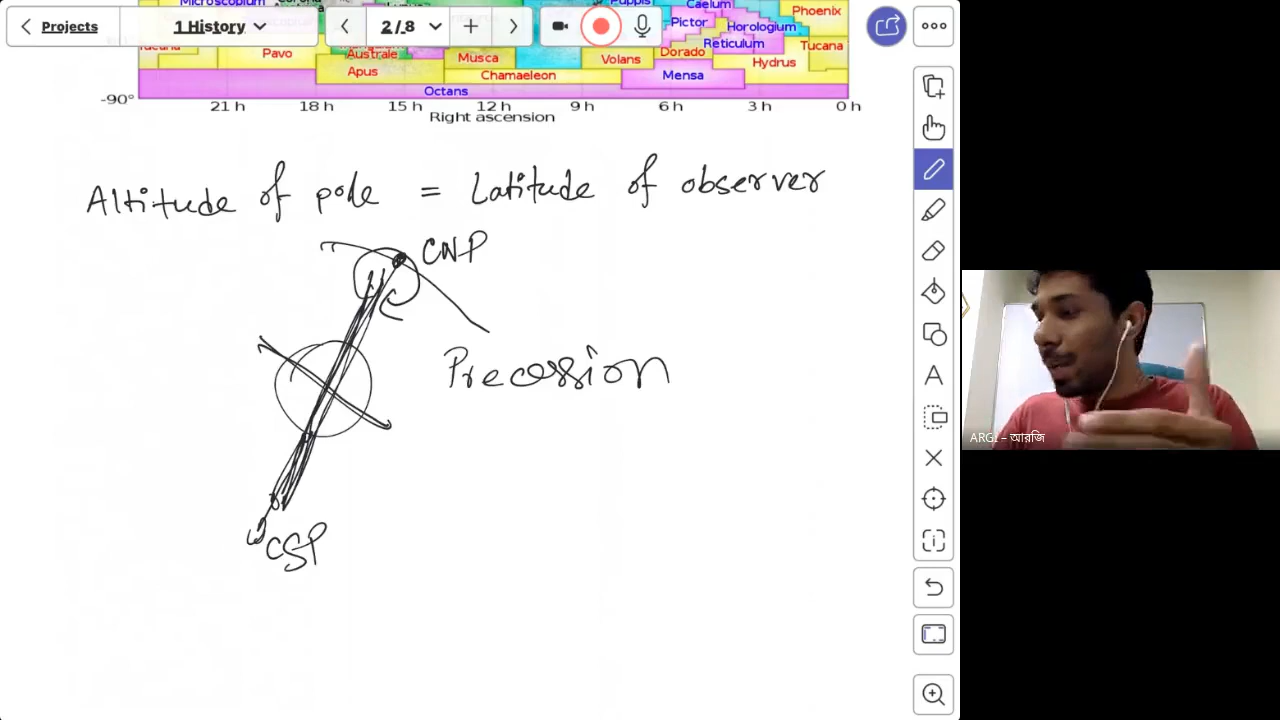 Microscopium
Puppis
Caelum
Phoenix
Projects
1 History
2/8
Pictor
Horologium
Reticulum
Tucana
Pavo
Australe
Musca
Volans
Dorado
Hydrus
Apus
Chamaeleon
Mensa
Octans
-90°
21 h 18 h 15 h 12 h 9 h 6 h 3 h 0 h
Right ascension
Altitude of pole = Latitude of observer
CNP
Precession
CSP
ARGI – আরজি